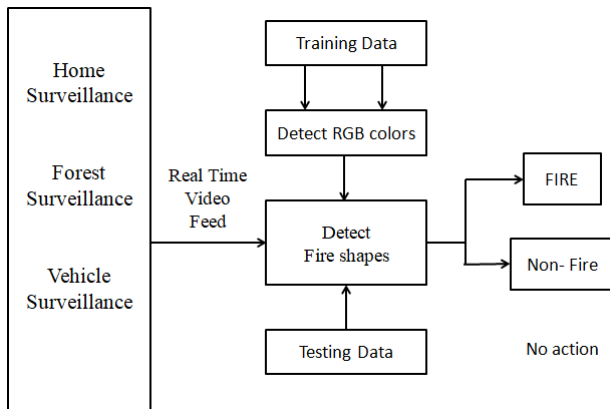 Home
Surveillance
Forest
Surveillance
Vehicle
Surveillance
Real Time
Video
Feed
Training Data
Detect RGB colors
Detect
Fire shapes
Testing Data
FIRE
Non- Fire
No action